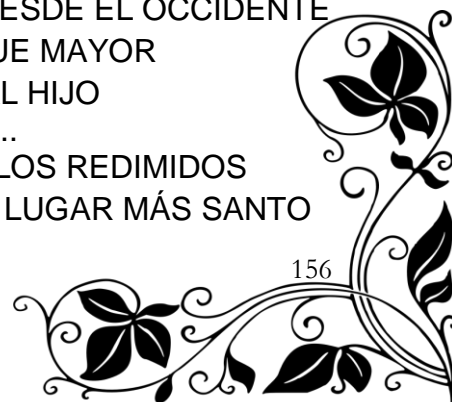 ESDE EL OCCIDENTE
UE MAYOR
L HIJO
..
LOS REDIMIDOS
LUGAR MÁS SANTO
156